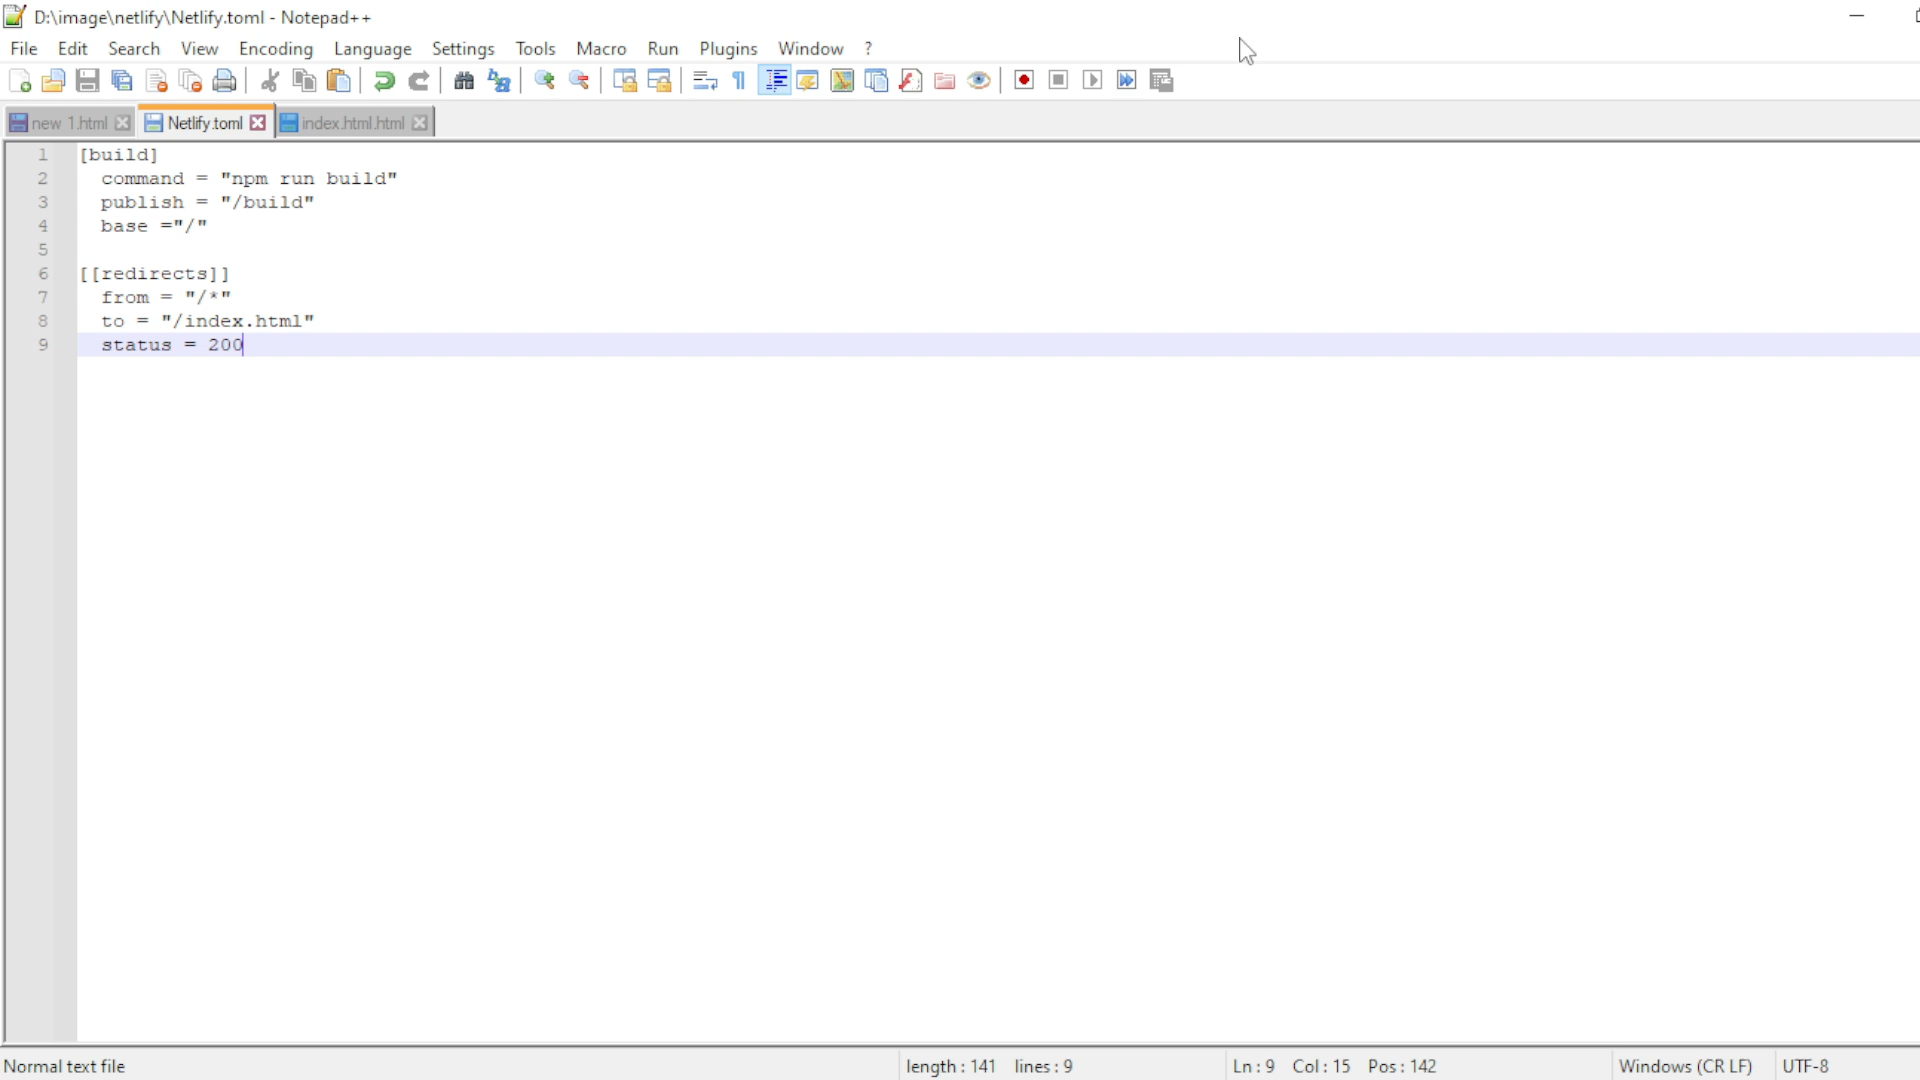 D:\image\netlify\Netlify.toml - Notepad++
File Edit Search View Encoding Language Settings Tools Macro Run Plugins Window ?
new 1.html Netlify.toml index.html.html
1 [build]
2 command = "npm run build"
3 publish = "/build"
4 base ="/"
5
6 [[redirects]]
7 from = "/*"
8 to = "/index.html"
9 status = 200
Normal text file length : 141 lines : 9 Ln : 9 Col : 15 Pos : 142 Windows (CR LF) UTF-8